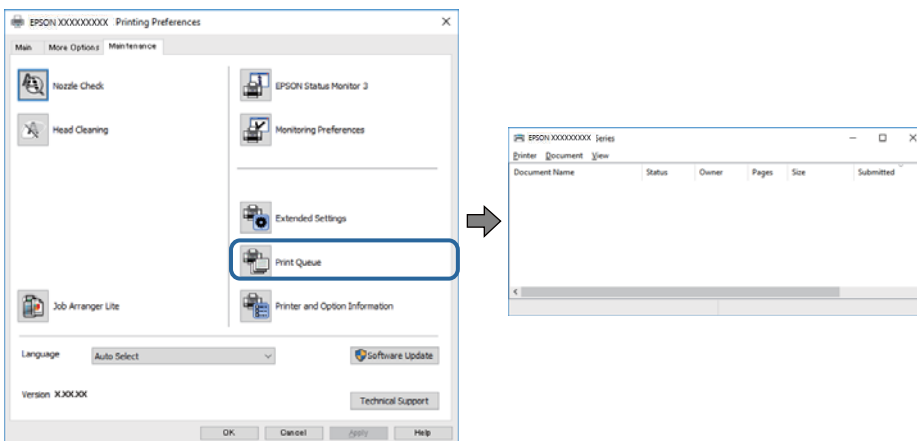 EPSON XXXXXXXXX Printing Preferences
Main More Options Maintenance
Nozzle Check
EPSON Status Monitor 3
Head Cleaning
Monitoring Preferences
Extended Settings
Print Queue
Job Arranger Lite
Printer and Option Information
Language Auto Select
Software Update
Version X.XX.XX
Technical Support
OK Cancel Apply Help
EPSON XXXXXXXXX Series
Printer Document View
Document Name Status Owner Pages Size Submitted